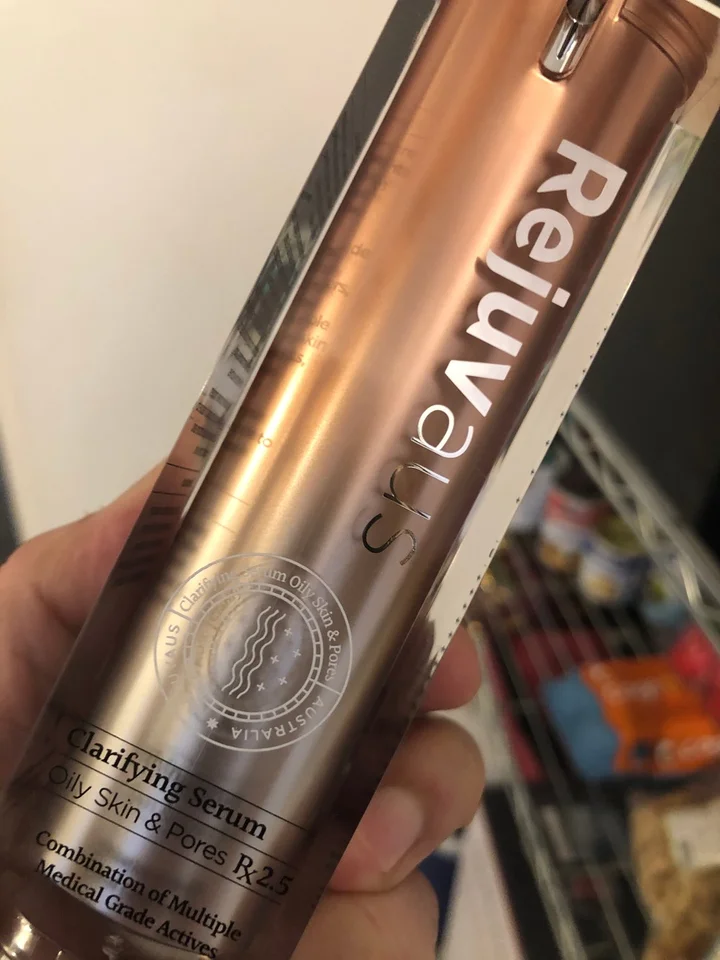 Rejuvaus
Clarifying Serum Oily Skin & Pores
AUSTRALIA
Clarifying Serum
Oily Skin & Pores ℞2.5
Combination of Multiple
Medical Grade Actives